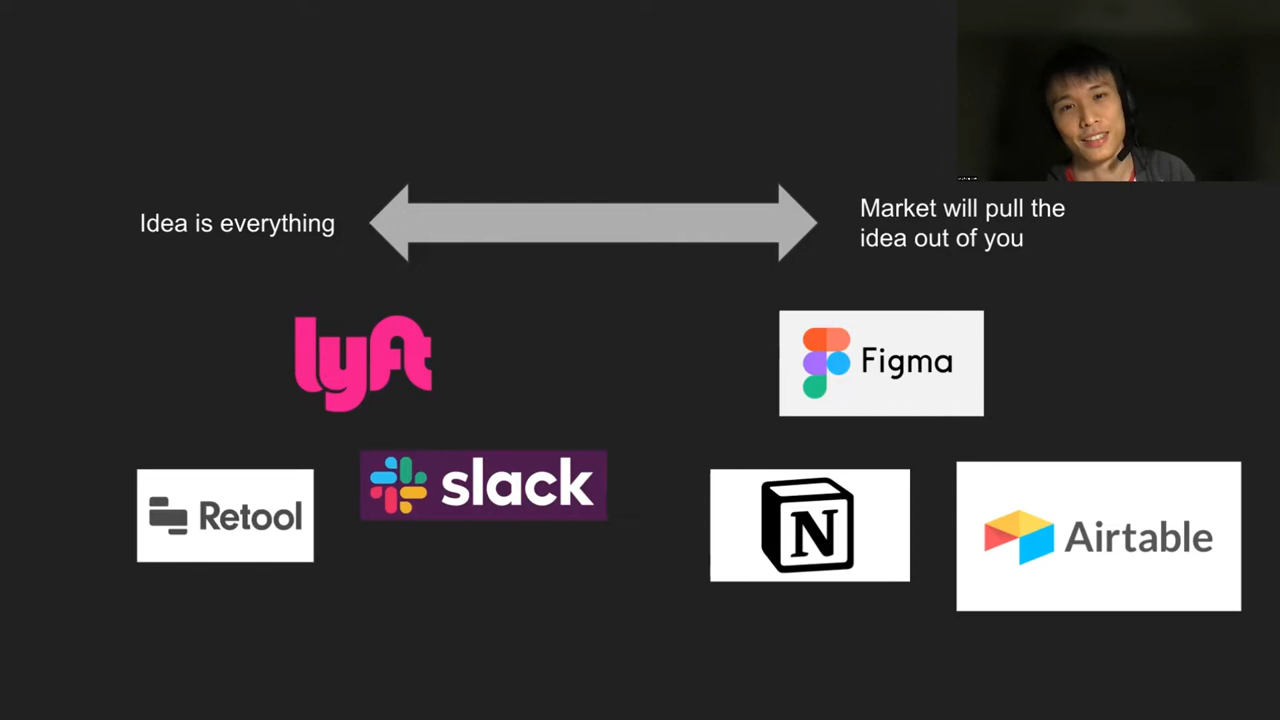 Idea is everything
Market will pull the
idea out of you
lyft
Figma
Retool
slack
N
Airtable